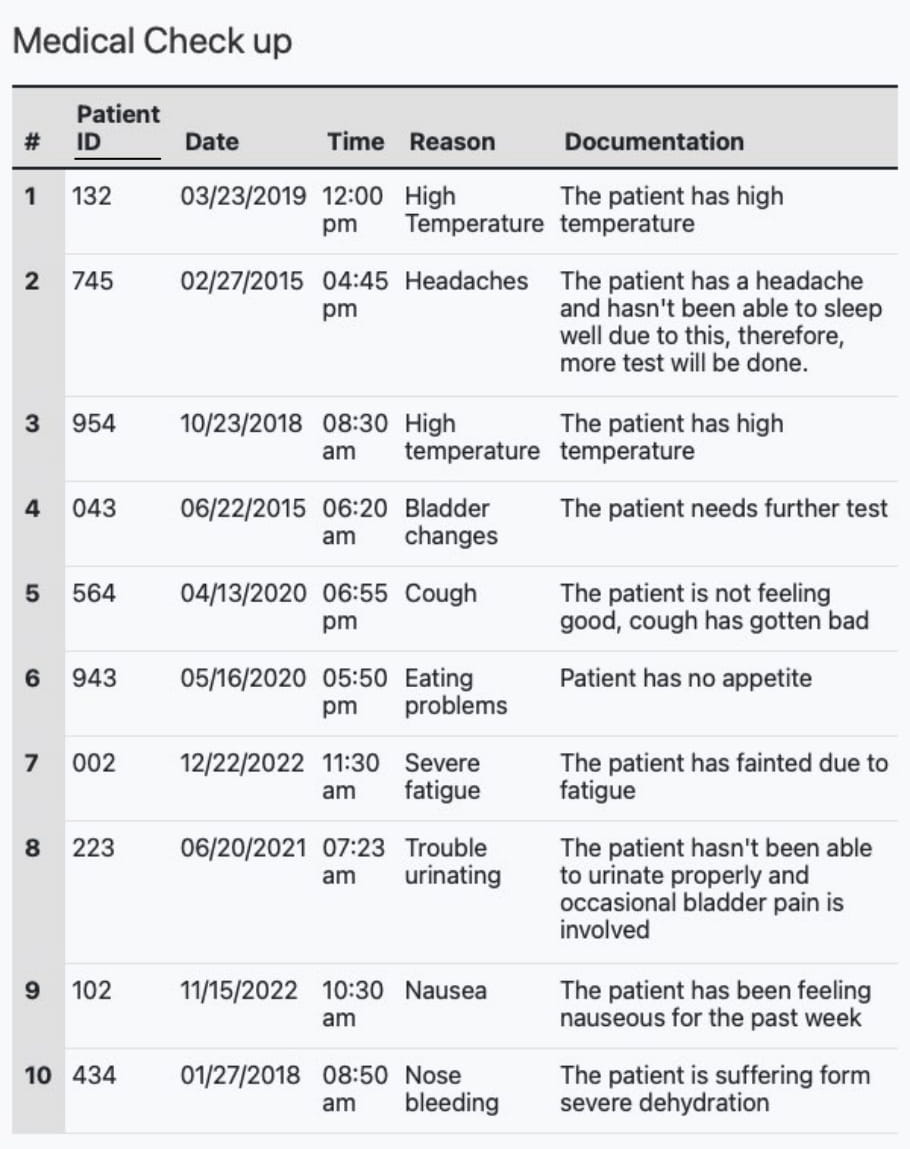 Medical Check up
# Patient ID Date Time Reason Documentation
1 132 03/23/2019 12:00 pm High Temperature The patient has high temperature
2 745 02/27/2015 04:45 pm Headaches The patient has a headache and hasn't been able to sleep well due to this, therefore, more test will be done.
3 954 10/23/2018 08:30 am High temperature The patient has high temperature
4 043 06/22/2015 06:20 am Bladder changes The patient needs further test
5 564 04/13/2020 06:55 pm Cough The patient is not feeling good, cough has gotten bad
6 943 05/16/2020 05:50 pm Eating problems Patient has no appetite
7 002 12/22/2022 11:30 am Severe fatigue The patient has fainted due to fatigue
8 223 06/20/2021 07:23 am Trouble urinating The patient hasn't been able to urinate properly and occasional bladder pain is involved
9 102 11/15/2022 10:30 am Nausea The patient has been feeling nauseous for the past week
10 434 01/27/2018 08:50 am Nose bleeding The patient is suffering form severe dehydration